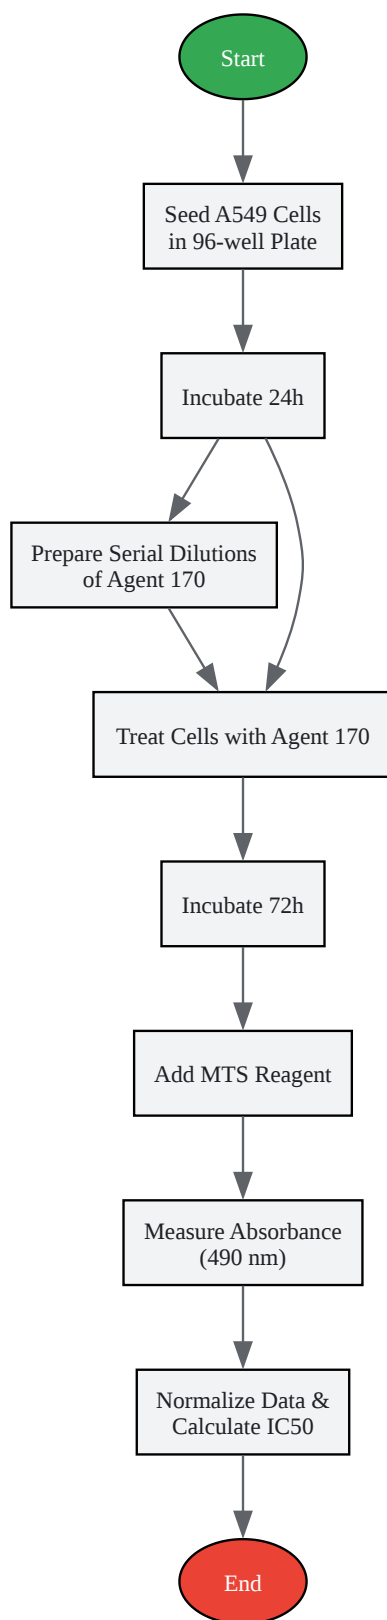 Start
Seed A549 Cells
in 96-well Plate
Incubate 24h
Prepare Serial Dilutions
of Agent 170
Treat Cells with Agent 170
Incubate 72h
Add MTS Reagent
Measure Absorbance
(490 nm)
Normalize Data &
Calculate IC50
End